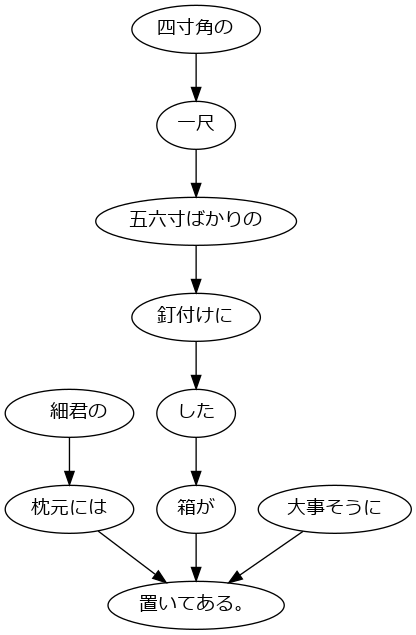 四寸角の
一尺
五六寸ばかりの
釘付けに
細君の
した
枕元には
箱が
大事そうに
置いてある。